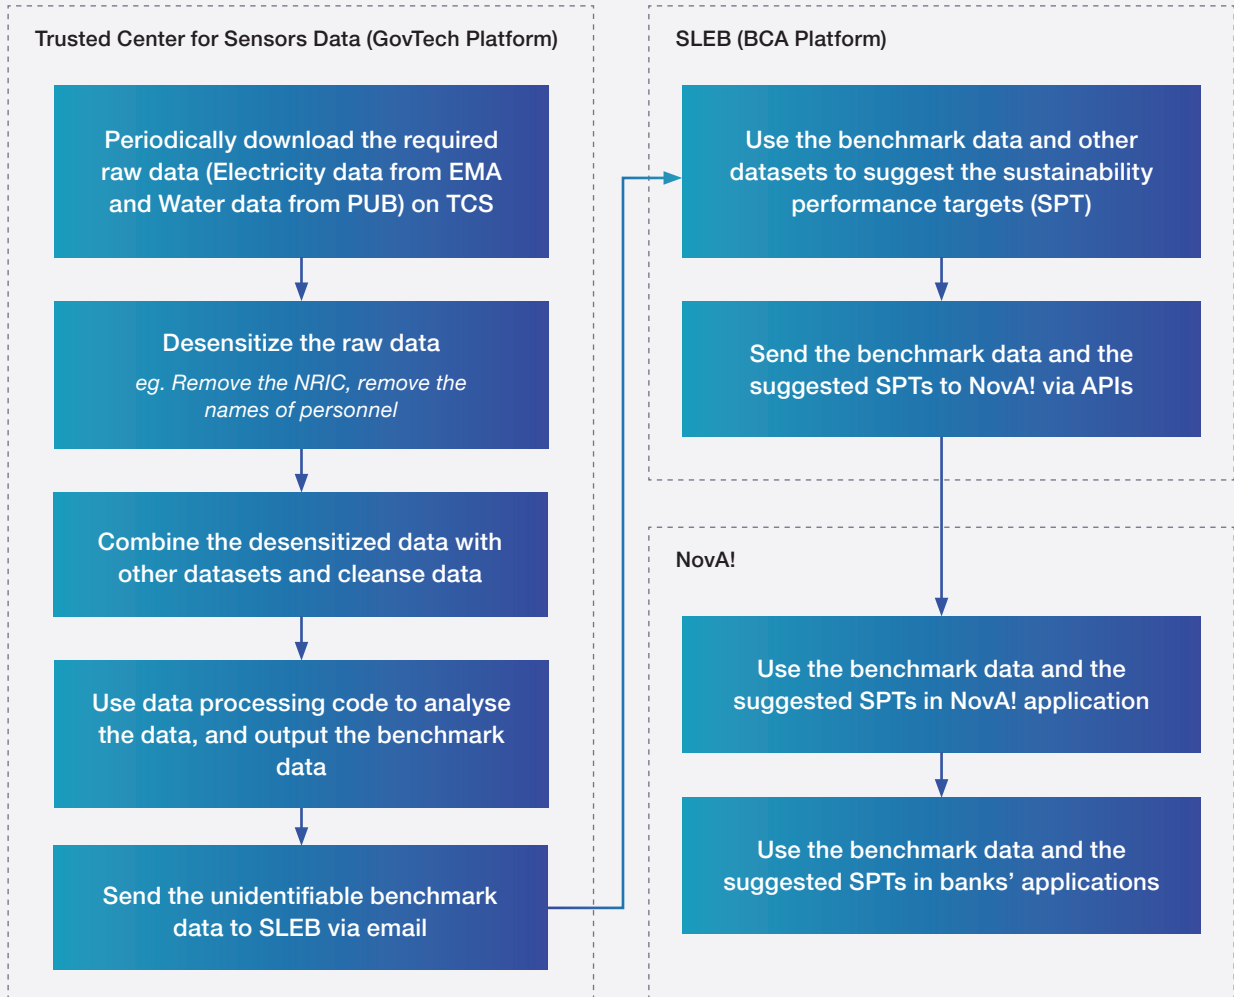 Trusted Center for Sensors Data (GovTech Platform)
Periodically download the required
raw data (Electricity data from EMA
and Water data from PUB) on TCS
Desensitize the raw data
eg. Remove the NRIC, remove the
names of personnel
Combine the desensitized data with
other datasets and cleanse data
Use data processing code to analyse
the data, and output the benchmark
data
Send the unidentifiable benchmark
data to SLEB via email
SLEB (BCA Platform)
Use the benchmark data and other
datasets to suggest the sustainability
performance targets (SPT)
Send the benchmark data and the
suggested SPTs to NovA! via APIs
NovA!
Use the benchmark data and the
suggested SPTs in NovA! application
Use the benchmark data and the
suggested SPTs in banks’ applications